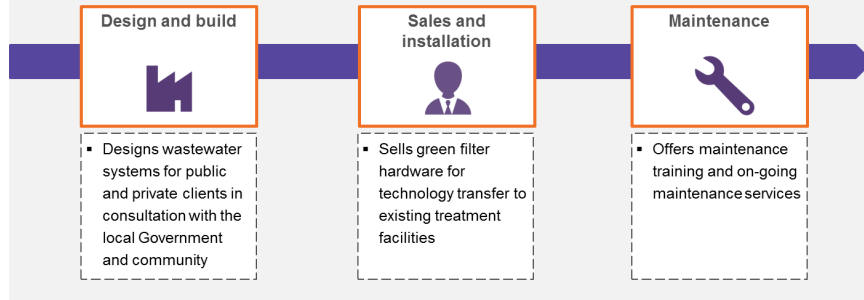 Design and build
Sales and
installation
Maintenance
▪ Designs wastewater
systems for public
and private clients in
consultation with the
local Government
and community
▪ Sells green filter
hardware for
technology transfer to
existing treatment
facilities
▪ Offers maintenance
training and on-going
maintenance services